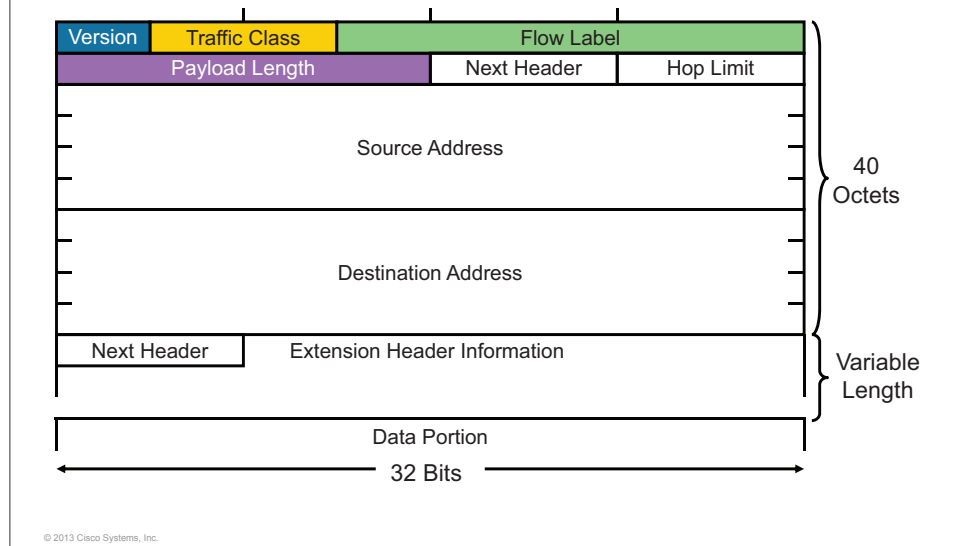 Version Traffic Class Flow Label
Payload Length Next Header Hop Limit
Source Address
40
Octets
Destination Address
Next Header Extension Header Information
Variable
Length
Data Portion
32 Bits
© 2013 Cisco Systems, Inc.